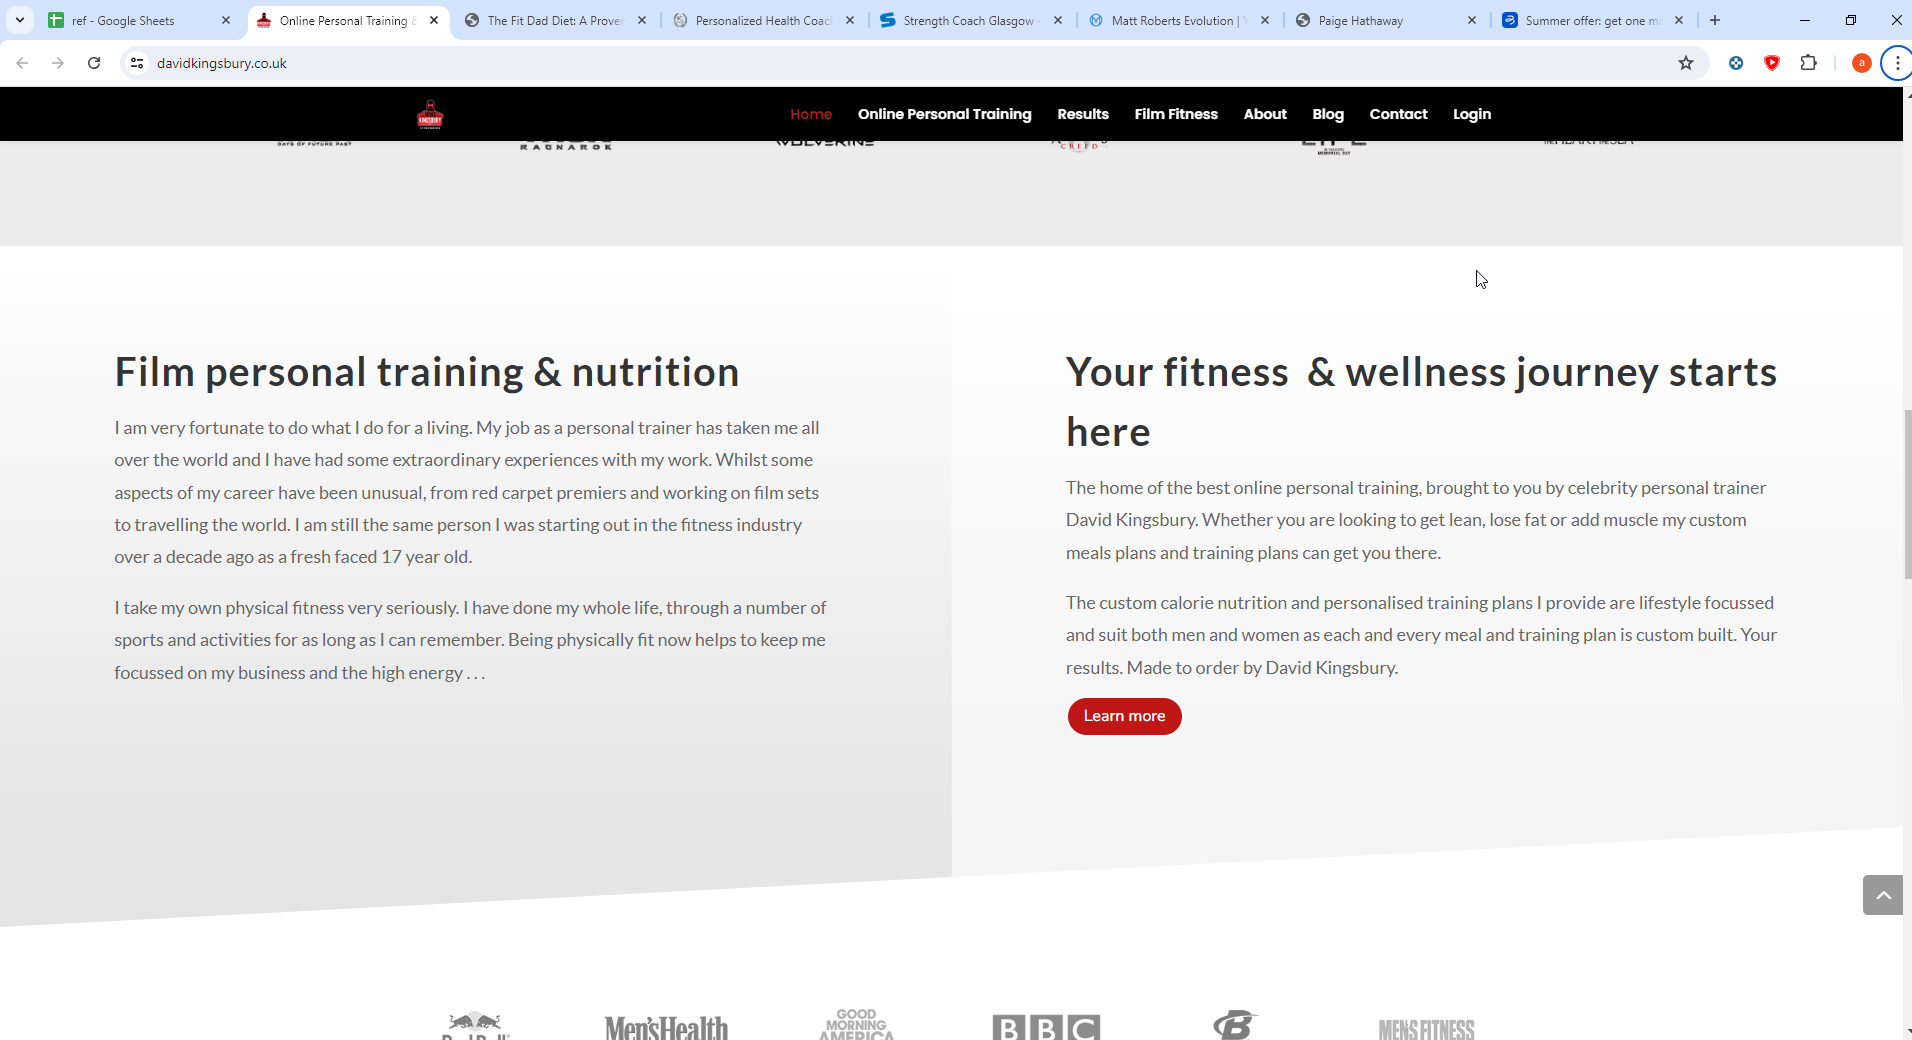 ref - Google Sheets
Online Personal Training &
The Fit Dad Diet: A Prover
Personalized Health Coac
Strength Coach Glasgow
Matt Roberts Evolution |
Paige Hathaway
Summer offer: get one mo
davidkingsbury.co.uk
a
KINGSBURY
Home Online Personal Training Results Film Fitness About Blog Contact Login
DAYS OF FUTURE PAST
RAGNAROK
WOLVERINE
CREED
LIFE
MEMORIAL DAY
Film personal training & nutrition
I am very fortunate to do what I do for a living. My job as a personal trainer has taken me all
over the world and I have had some extraordinary experiences with my work. Whilst some
aspects of my career have been unusual, from red carpet premiers and working on film sets
to travelling the world. I am still the same person I was starting out in the fitness industry
over a decade ago as a fresh faced 17 year old.
I take my own physical fitness very seriously. I have done my whole life, through a number of
sports and activities for as long as I can remember. Being physically fit now helps to keep me
focussed on my business and the high energy . . .
Your fitness & wellness journey starts
here
The home of the best online personal training, brought to you by celebrity personal trainer
David Kingsbury. Whether you are looking to get lean, lose fat or add muscle my custom
meals plans and training plans can get you there.
The custom calorie nutrition and personalised training plans I provide are lifestyle focussed
and suit both men and women as each and every meal and training plan is custom built. Your
results. Made to order by David Kingsbury.
Learn more
Red Bull
Men'sHealth
GOOD
MORNING
AMERICA
BBC
B
MEN'S FITNESS